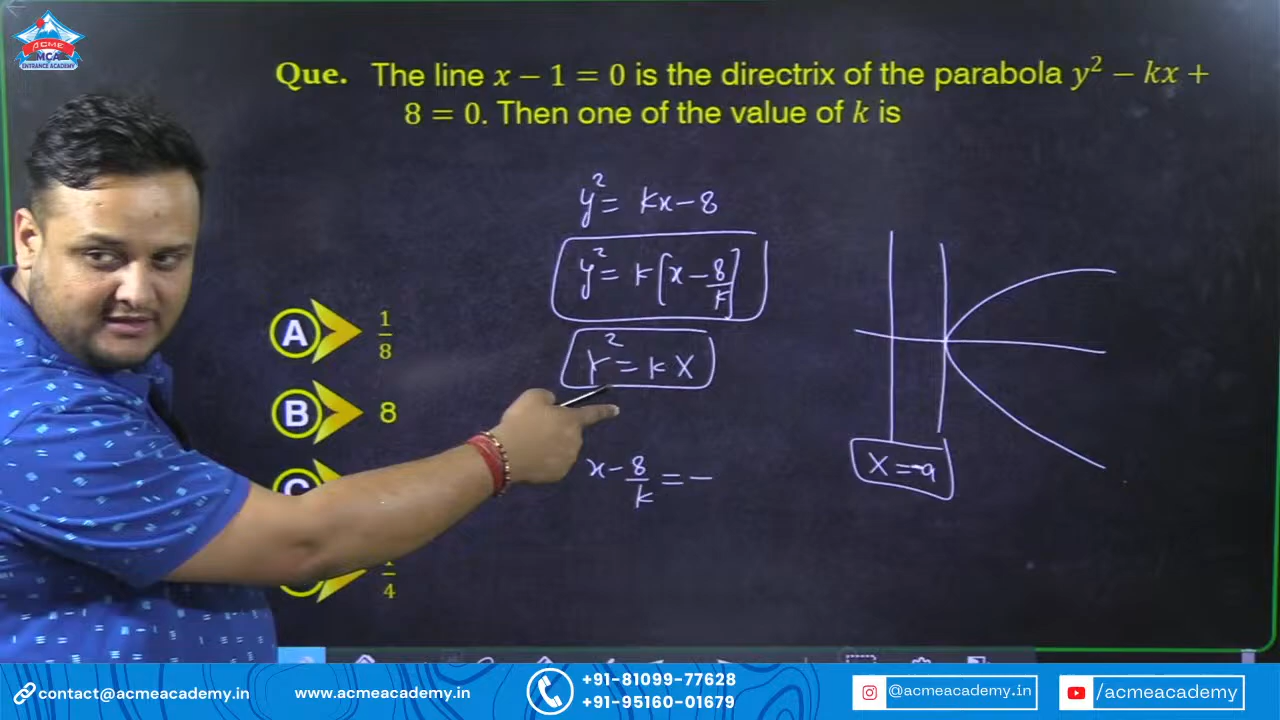 ACME
MCA
ENTRANCE ACADEMY
Que. The line x − 1 = 0 is the directrix of the parabola y² − kx +
8 = 0. Then one of the value of k is
y² = kx − 8
y² = k[x − 8/k]
Y² = kX
x − 8/k = −
X = −a
A 1/8
B 8
C
1/4
contact@acmeacademy.in
www.acmeacademy.in
+91-81099-77628
+91-95160-01679
@acmeacademy.in
/acmeacademy